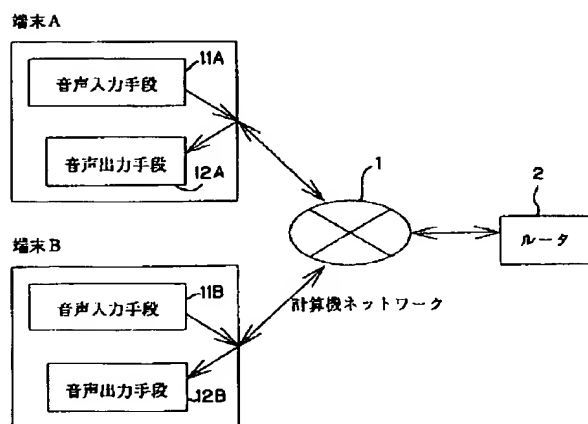 端末A
11A
音声入力手段
音声出力手段
12A
1
2
ルータ
端末B
11B
音声入力手段
計算機ネットワーク
音声出力手段
12B